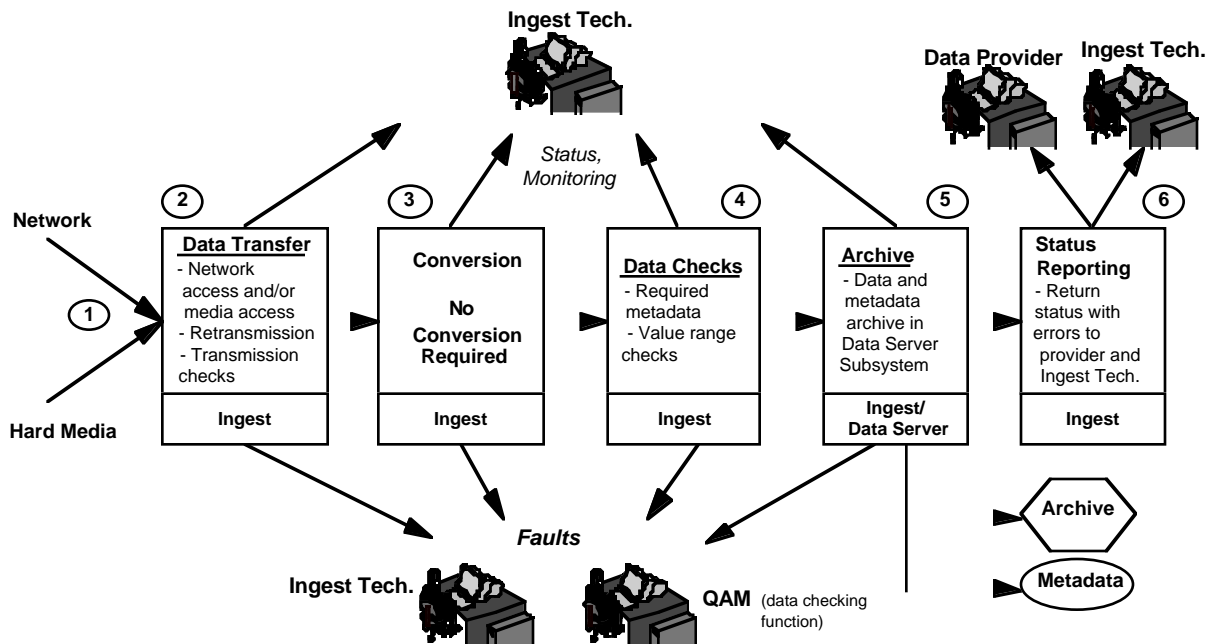 Ingest Tech.
Data Provider
Ingest Tech.
Status,
Monitoring
2
3
4
5
6
Network
1
Hard Media
Data Transfer
- Network
access and/or
media access
- Retransmission
- Transmission
checks
Ingest
Conversion
No
Conversion
Required
Ingest
Data Checks
- Required
metadata
- Value range
checks
Ingest
Archive
- Data and
metadata
archive in
Data Server
Subsystem
Ingest/
Data Server
Status
Reporting
- Return
status with
errors to
provider and
Ingest Tech.
Ingest
Faults
Ingest Tech.
QAM (data checking
function)
Archive
Metadata